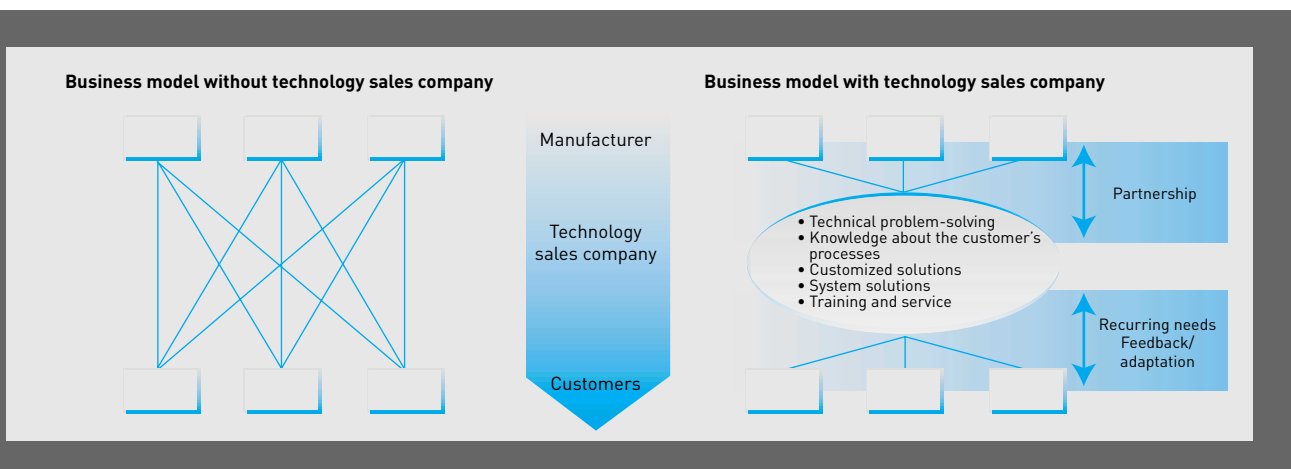 Business model without technology sales company
Business model with technology sales company
Manufacturer
Technology
sales company
Customers
• Technical problem-solving
• Knowledge about the customer's
processes
• Customized solutions
• System solutions
• Training and service
Partnership
Recurring needs
Feedback/
adaptation